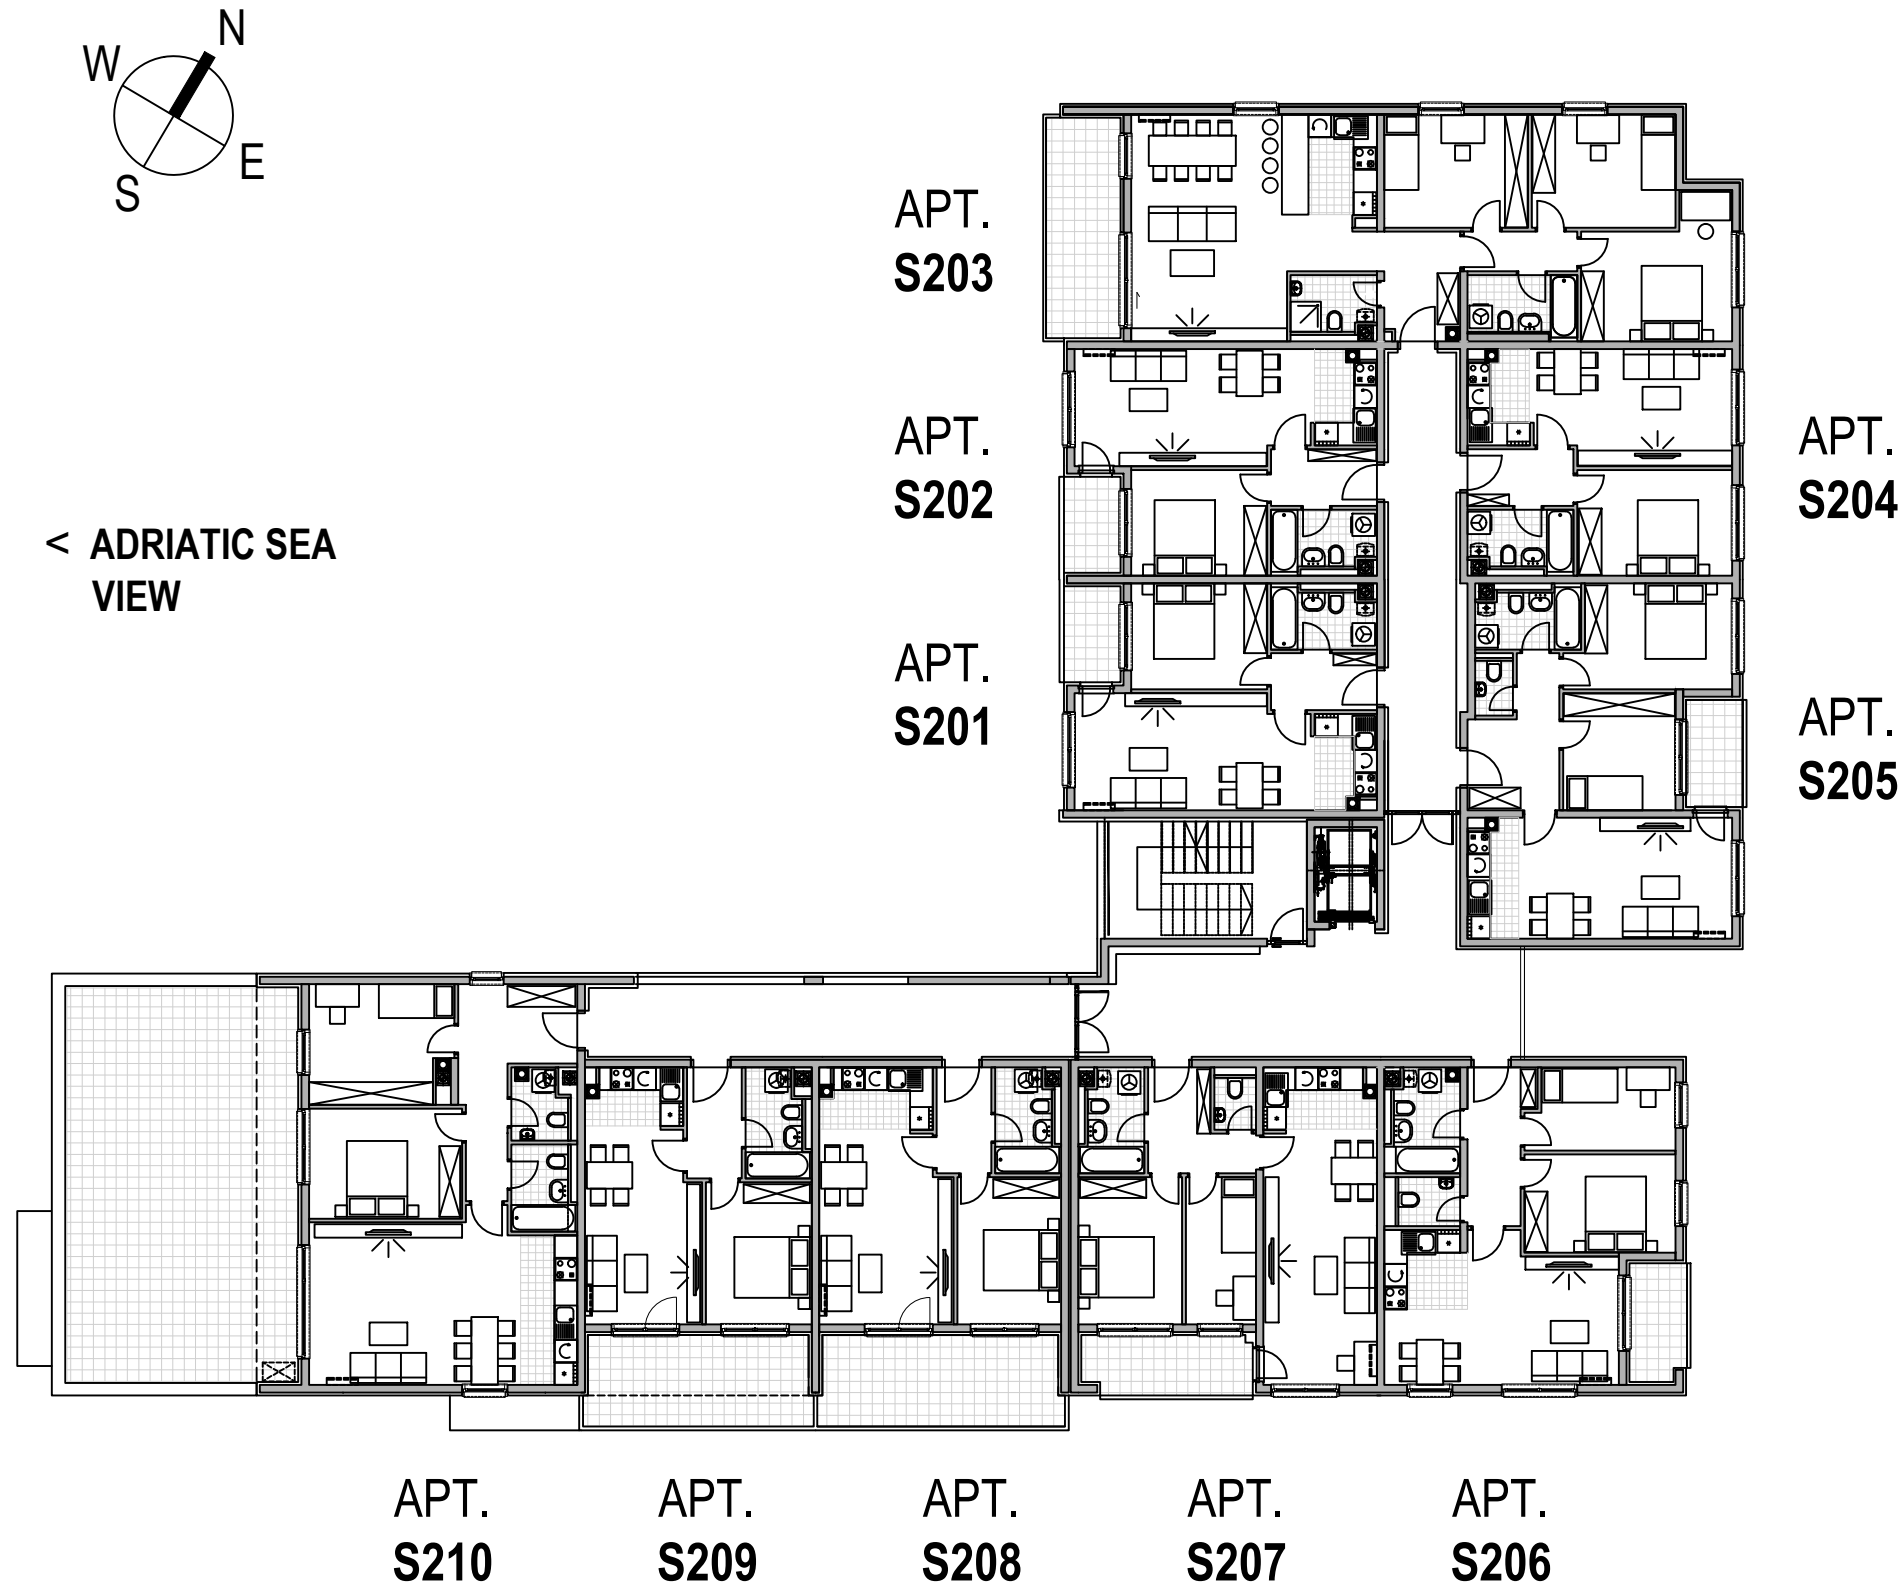 N
W
E
S
APT.
S203
APT.
S202
APT.
S204
< ADRIATIC SEA
VIEW
APT.
S201
APT.
S205
APT.
S210
APT.
S209
APT.
S208
APT.
S207
APT.
S206